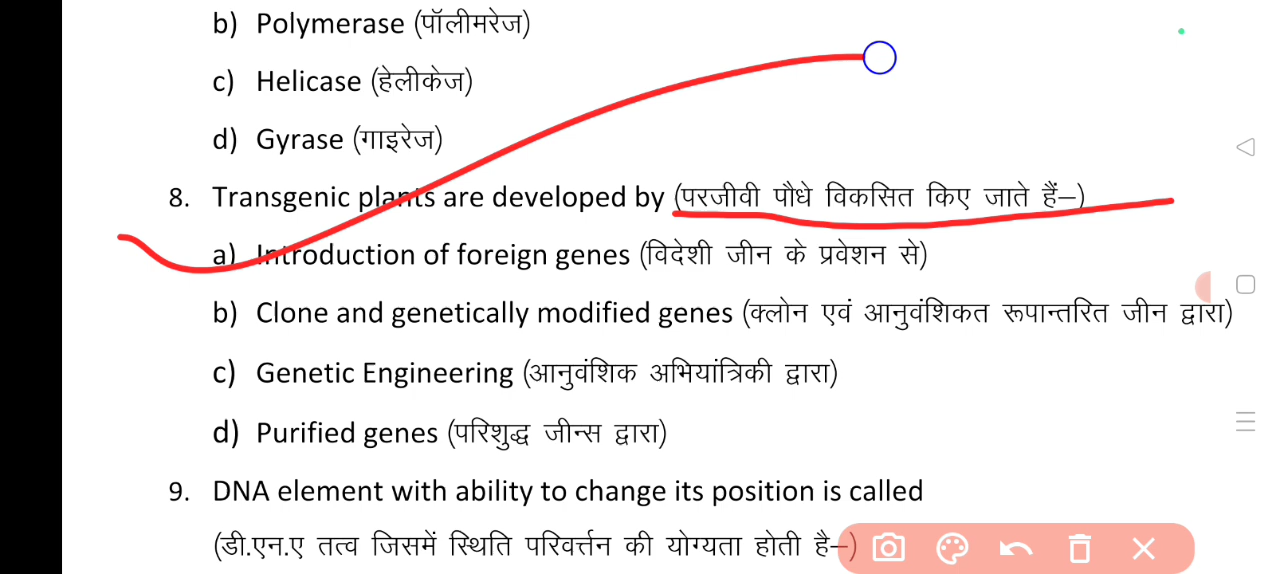 b) Polymerase (पॉलीमरेज)
c) Helicase (हेलीकेज)
d) Gyrase (गाइरेज)
8. Transgenic plants are developed by (परजीवी पौधे विकसित किए जाते हैं–)
a) Introduction of foreign genes (विदेशी जीन के प्रवेशन से)
b) Clone and genetically modified genes (क्लोन एवं आनुवंशिकत रूपान्तरित जीन द्वारा)
c) Genetic Engineering (आनुवंशिक अभियांत्रिकी द्वारा)
d) Purified genes (परिशुद्ध जीन्स द्वारा)
9. DNA element with ability to change its position is called
(डी.एन.ए तत्व जिसमें स्थिति परिवर्त्तन की योग्यता होती है–)